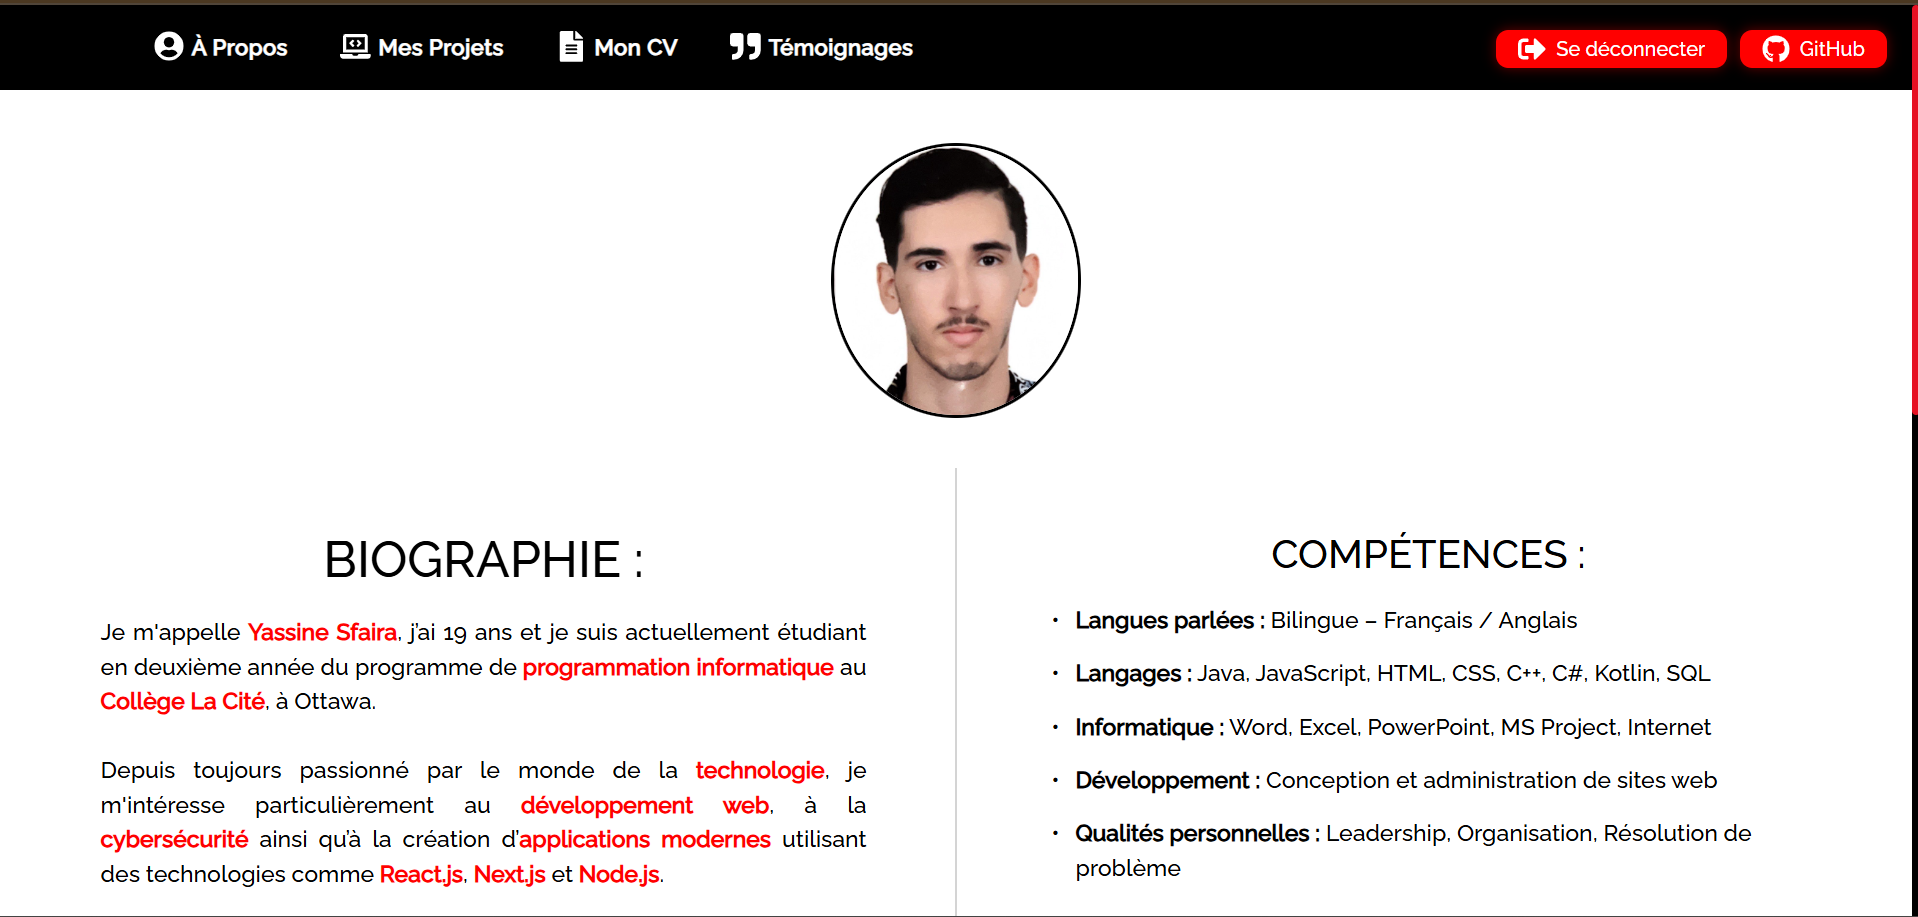 À Propos Mes Projets Mon CV Témoignages Se déconnecter GitHub
BIOGRAPHIE :
Je m'appelle Yassine Sfaira, j'ai 19 ans et je suis actuellement étudiant
en deuxième année du programme de programmation informatique au
Collège La Cité, à Ottawa.
Depuis toujours passionné par le monde de la technologie, je
m'intéresse particulièrement au développement web, à la
cybersécurité ainsi qu'à la création d'applications modernes utilisant
des technologies comme React.js, Next.js et Node.js.
COMPÉTENCES :
• Langues parlées : Bilingue – Français / Anglais
• Langages : Java, JavaScript, HTML, CSS, C++, C#, Kotlin, SQL
• Informatique : Word, Excel, PowerPoint, MS Project, Internet
• Développement : Conception et administration de sites web
• Qualités personnelles : Leadership, Organisation, Résolution de
problème